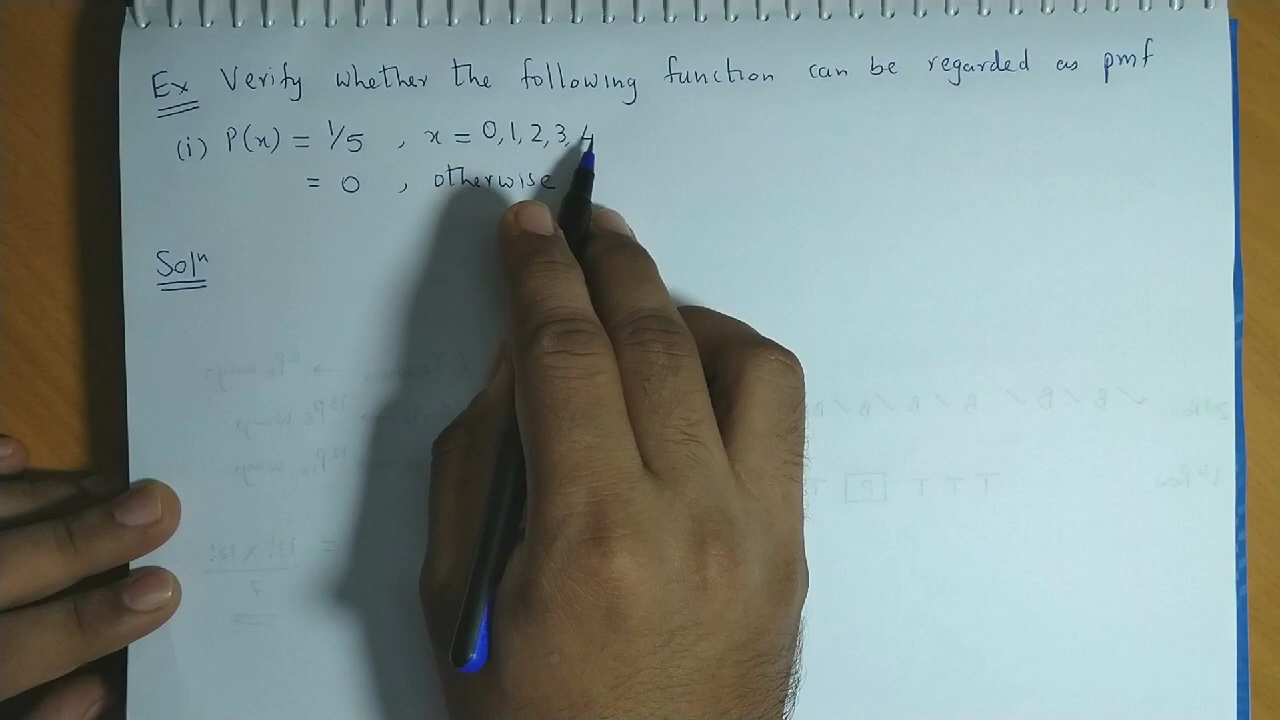 Ex Verify whether the following function can be regarded as pmf
(i) P(x) = 1/5 , x = 0,1,2,3,4
= 0 , otherwise
Solⁿ